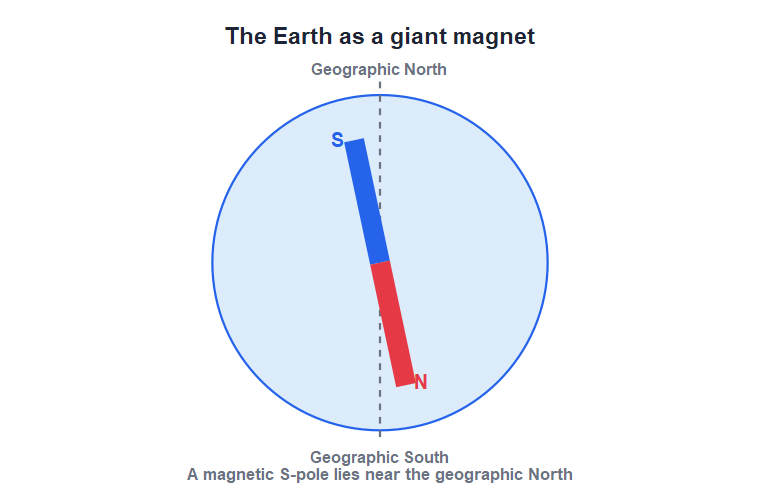 The Earth as a giant magnet
Geographic North
S
N
Geographic South
A magnetic S-pole lies near the geographic North